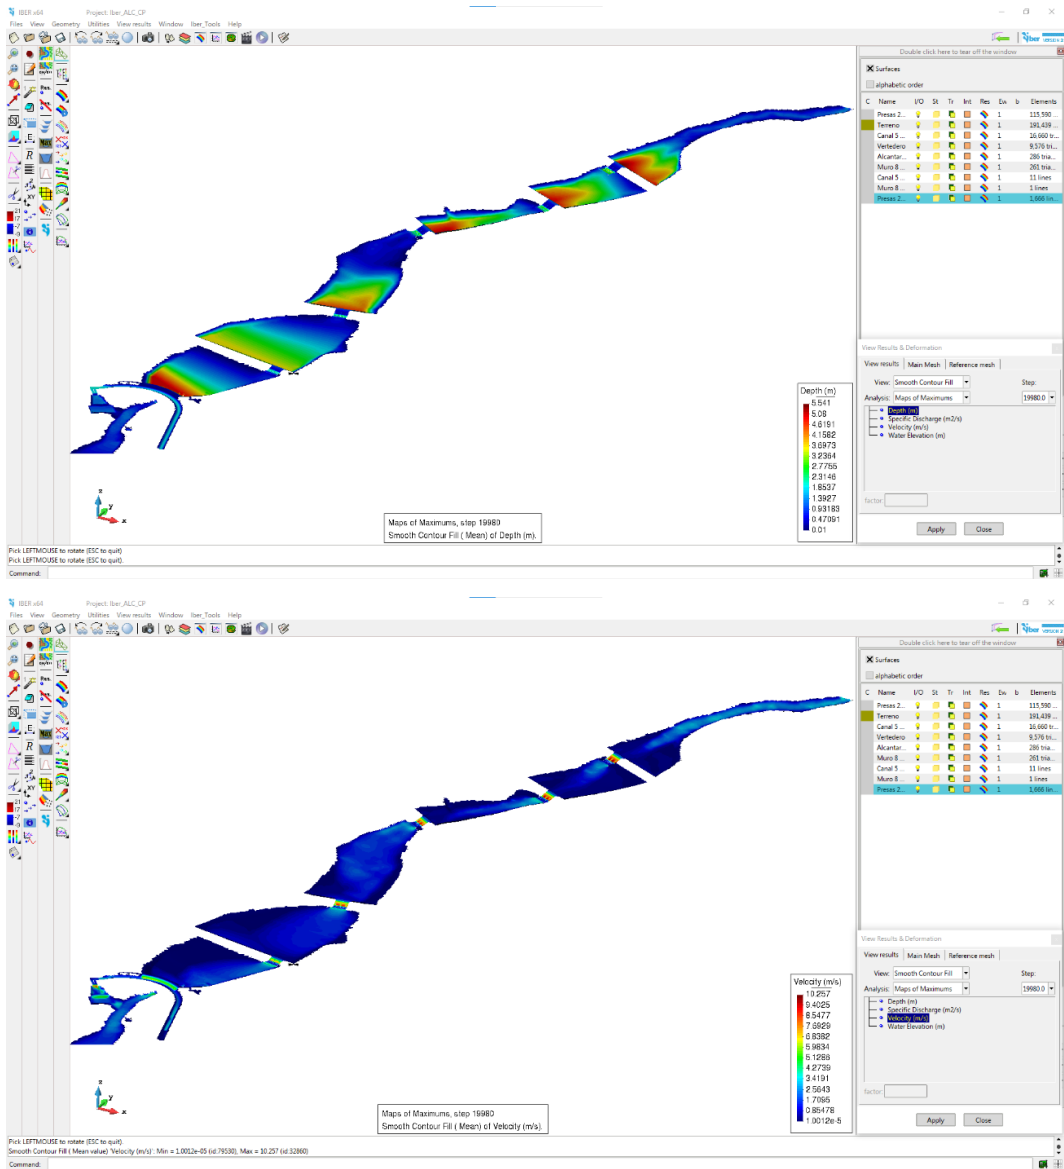 IBER x64 Project: Iber_ALC_CP
Files View Geometry Utilities View results Window Iber_Tools Help
Iber
Double click here to tear off the window
Surfaces
alphabetic order
C Name I/O St Tr Int Res Ew b Elements
Presas 2... 1 115,590 ...
Terreno 1 191,439 ...
Canal 5 ... 1 16,660 tr...
Vertedero 1 9,576 tri...
Alcantar... 1 286 tria...
Muro 8 ... 1 261 tria...
Canal 5 ... 1 11 lines
Muro 8 ... 1 1 lines
Presas 2... 1 1,666 lin...
View Results & Deformation
View results Main Mesh Reference mesh
View: Smooth Contour Fill Step:
Analysis: Maps of Maximums 19980.0
Depth (m)
Specific Discharge (m2/s)
Velocity (m/s)
Water Elevation (m)
factor:
Apply Close
Depth (m)
5.541
5.08
4.6191
4.1582
3.6973
3.2364
2.7755
2.3146
1.8537
1.3927
0.93183
0.47091
0.01
z
y
x
Maps of Maximums, step 19980
Smooth Contour Fill ( Mean) of Depth (m).
Pick LEFTMOUSE to rotate (ESC to quit)
Pick LEFTMOUSE to rotate (ESC to quit).
Command:
IBER x64 Project: Iber_ALC_CP
Files View Geometry Utilities View results Window Iber_Tools Help
Iber
Double click here to tear off the window
Surfaces
alphabetic order
C Name I/O St Tr Int Res Ew b Elements
Presas 2... 1 115,590 ...
Terreno 1 191,439 ...
Canal 5 ... 1 16,660 tr...
Vertedero 1 9,576 tri...
Alcantar... 1 286 tria...
Muro 8 ... 1 261 tria...
Canal 5 ... 1 11 lines
Muro 8 ... 1 1 lines
Presas 2... 1 1,666 lin...
View Results & Deformation
View results Main Mesh Reference mesh
View: Smooth Contour Fill Step:
Analysis: Maps of Maximums 19980.0
Depth (m)
Specific Discharge (m2/s)
Velocity (m/s)
Water Elevation (m)
factor:
Apply Close
Velocity (m/s)
10.257
9.4025
8.5477
7.6929
6.8382
5.9834
5.1286
4.2739
3.4191
2.5643
1.7095
0.85478
1.0012e-5
z
y
x
Maps of Maximums, step 19980
Smooth Contour Fill ( Mean) of Velocity (m/s).
Pick LEFTMOUSE to rotate (ESC to quit).
Smooth Contour Fill ( Mean value) 'Velocity (m/s)': Min = 1.0012e-05 (id:79530), Max = 10.257 (id:32860)
Command: